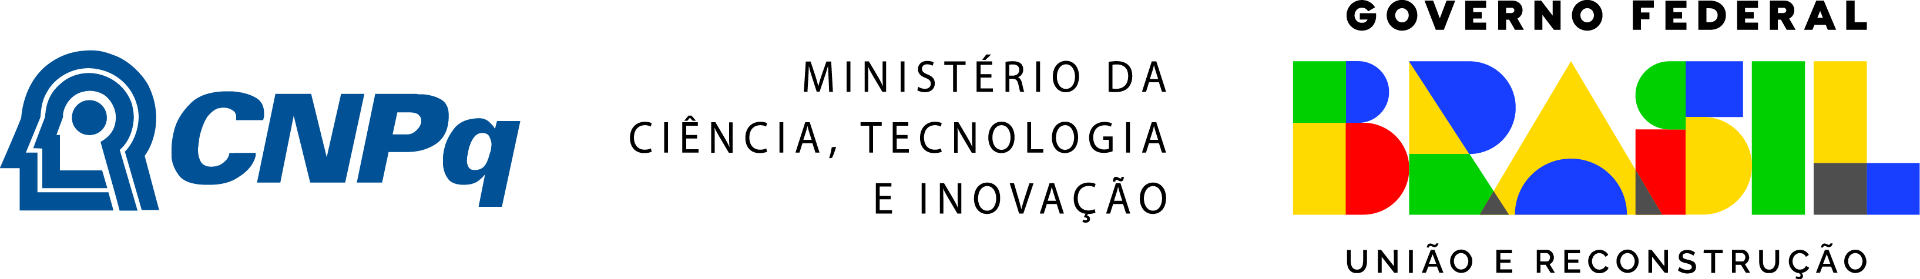 CNPq
MINISTÉRIO DA
CIÊNCIA, TECNOLOGIA
E INOVAÇÃO
GOVERNO FEDERAL
BRASIL
UNIÃO E RECONSTRUÇÃO